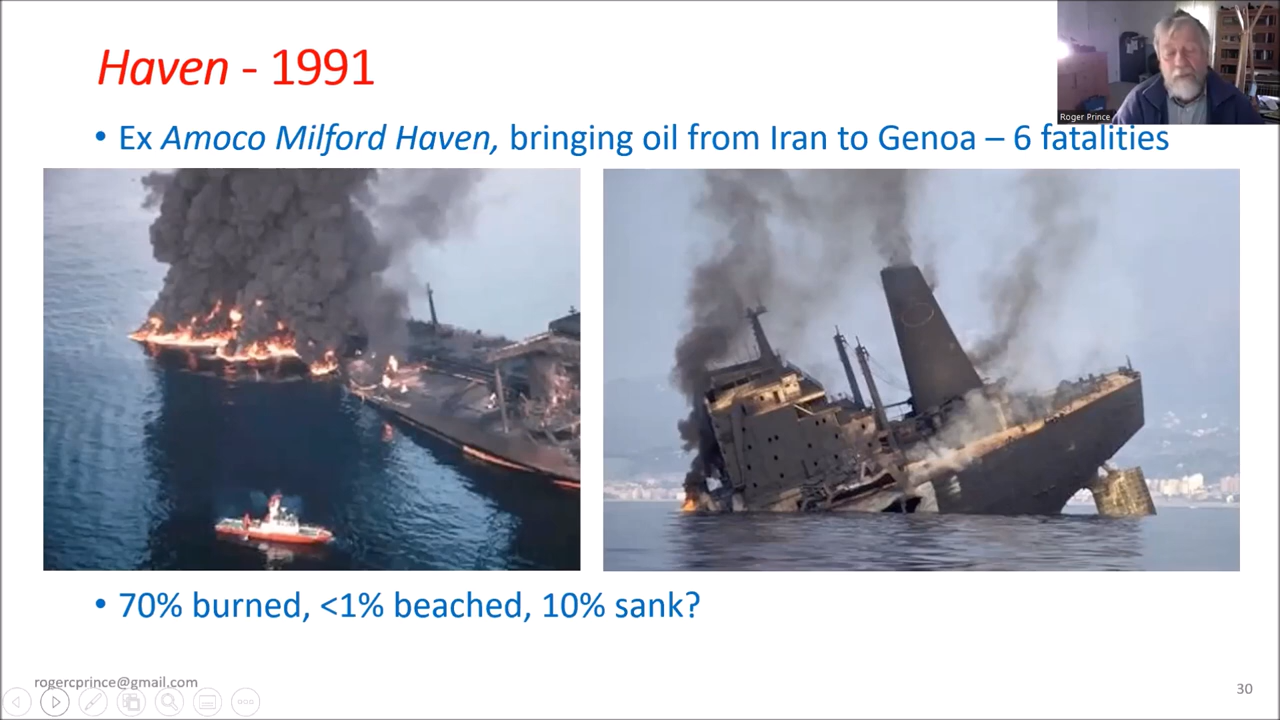 Haven - 1991
Roger Prince
• Ex Amoco Milford Haven, bringing oil from Iran to Genoa – 6 fatalities
• 70% burned, <1% beached, 10% sank?
rogercprince@gmail.com
30